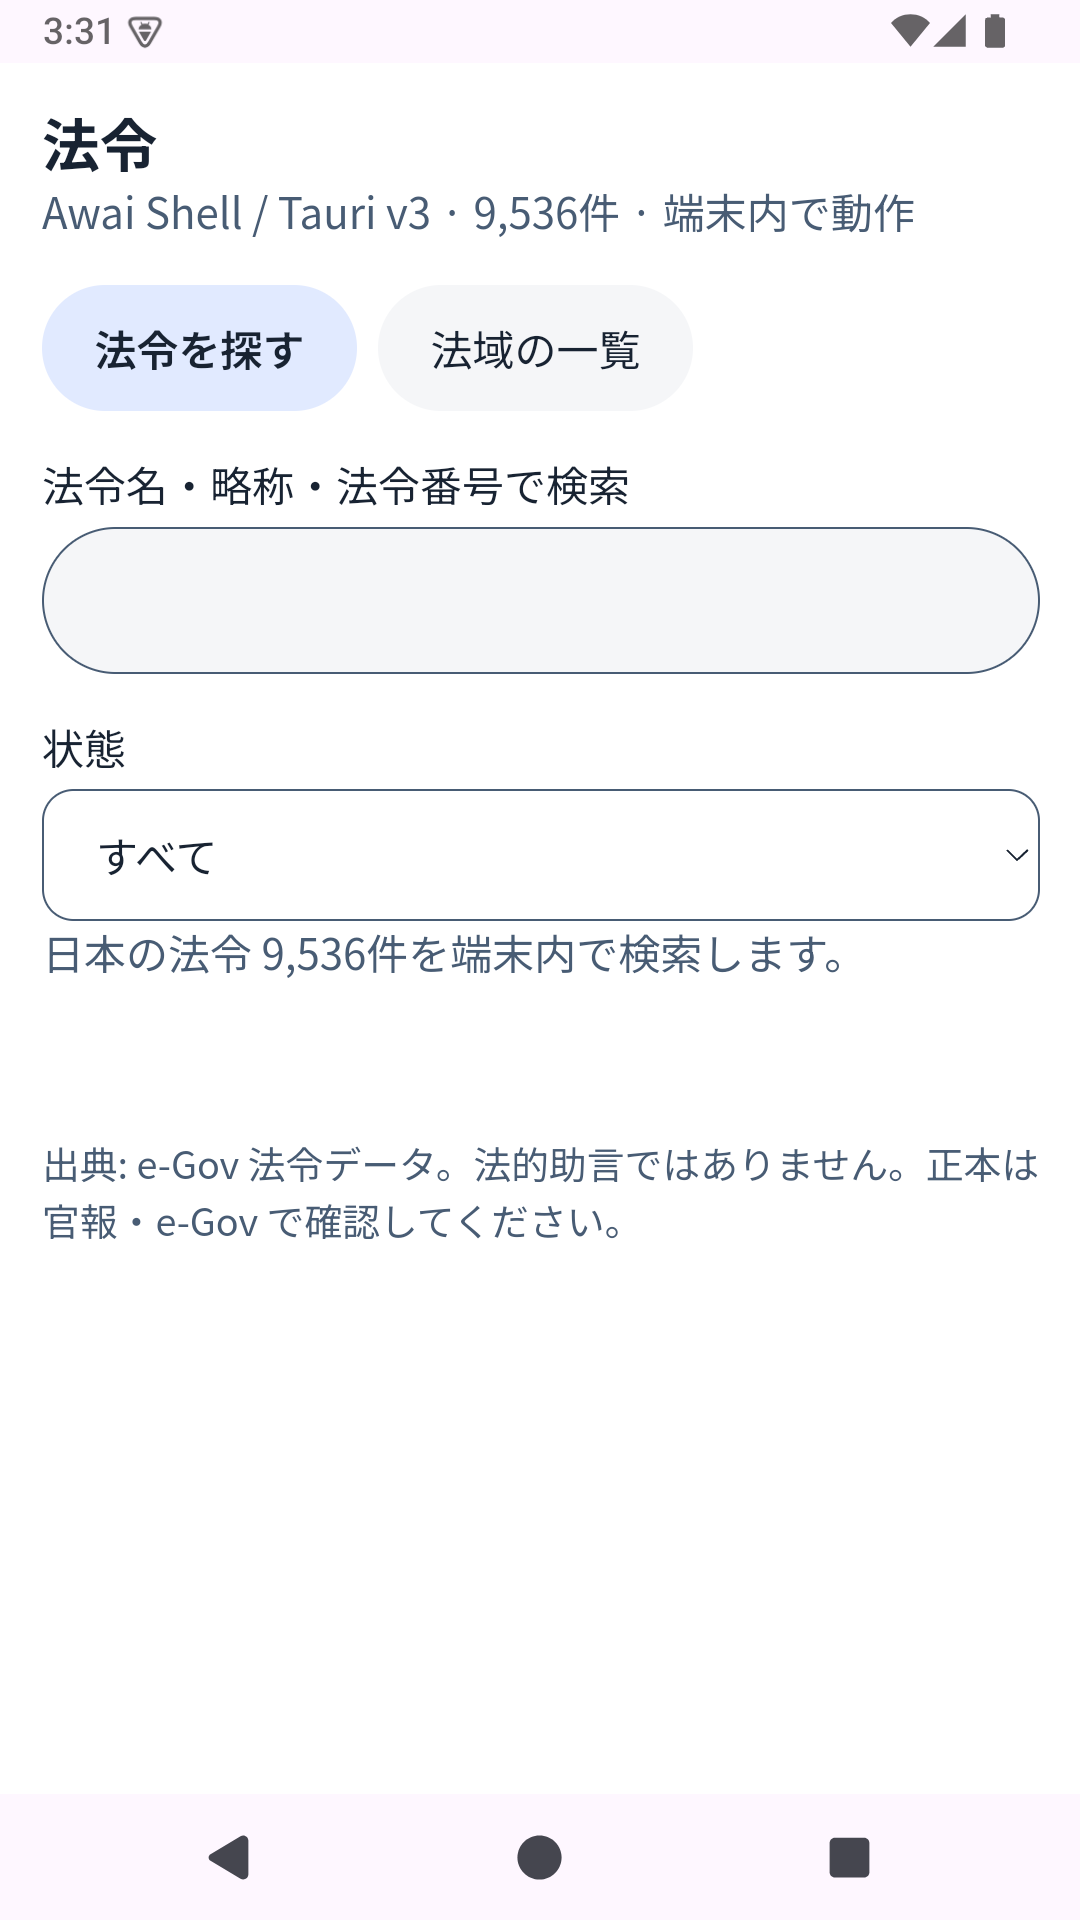 3:31
法令
Awai Shell / Tauri v3 · 9,536件 · 端末内で動作
法令を探す
法域の一覧
法令名・略称・法令番号で検索
状態
すべて
日本の法令 9,536件を端末内で検索します。
出典: e-Gov 法令データ。法的助言ではありません。正本は
官報・e-Gov で確認してください。